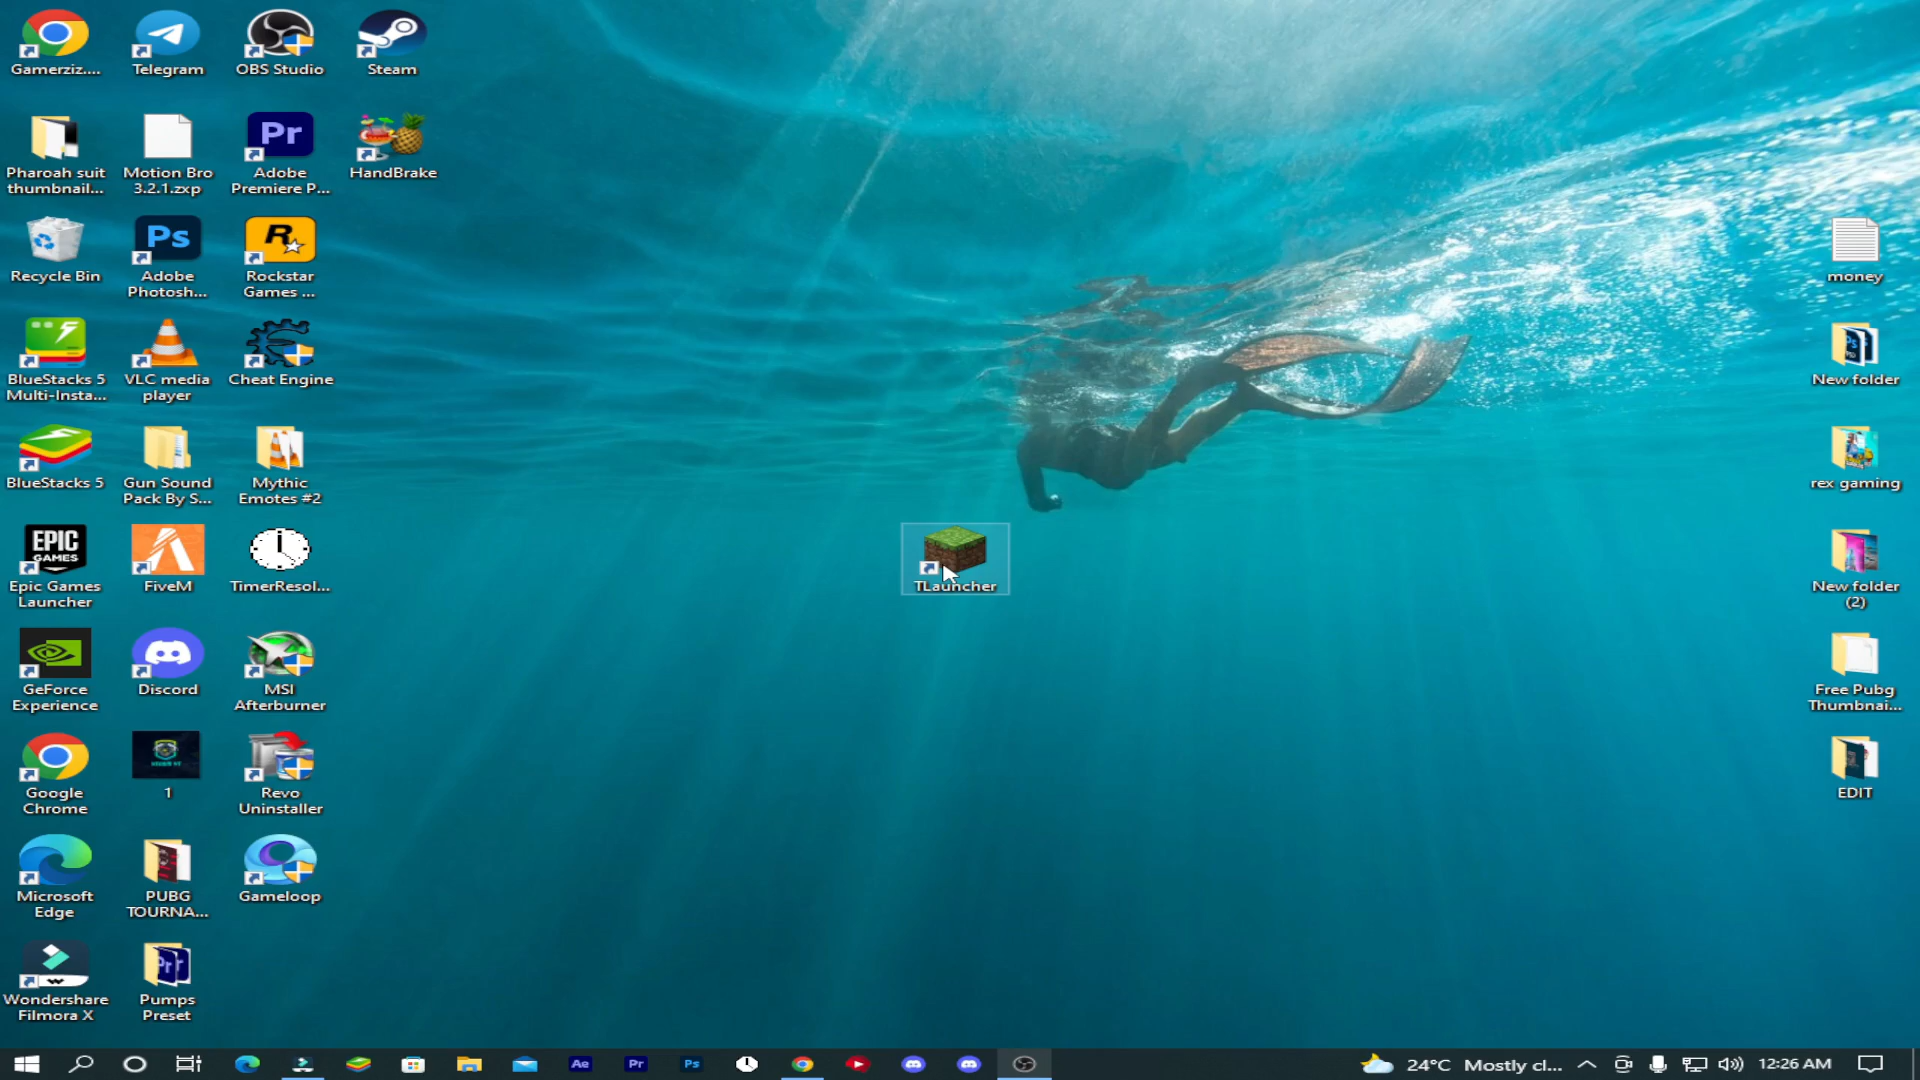 Gamerziz....
Telegram
OBS Studio
Steam
Pharoah suit
thumbnail...
Motion Bro
3.2.1.zxp
Pr
Adobe
Premiere P...
HandBrake
Recycle Bin
Ps
Adobe
Photosh...
R
Rockstar
Games ...
money
BlueStacks 5
Multi-Insta...
VLC media
player
Cheat Engine
New folder
BlueStacks 5
Gun Sound
Pack By S...
Mythic
Emotes #2
rex gaming
EPIC
GAMES
Epic Games
Launcher
FiveM
TimerResol...
TLauncher
New folder
(2)
GeForce
Experience
Discord
MSI
Afterburner
Free Pubg
Thumbnai...
Google
Chrome
1
Revo
Uninstaller
EDIT
Microsoft
Edge
PUBG
TOURNA...
Gameloop
Wondershare
Filmora X
Pumps
Preset
Ae
Pr
Ps
24°C Mostly cl...
12:26 AM